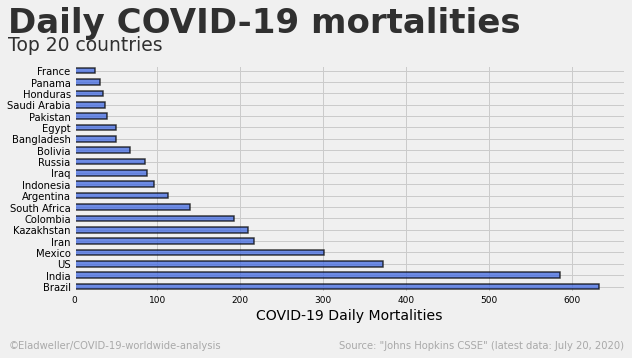 Daily COVID-19 mortalities
Top 20 countries
France
Panama
Honduras
Saudi Arabia
Pakistan
Egypt
Bangladesh
Bolivia
Russia
Iraq
Indonesia
Argentina
South Africa
Colombia
Kazakhstan
Iran
Mexico
US
India
Brazil
0 100 200 300 400 500 600
COVID-19 Daily Mortalities
©Eladweller/COVID-19-worldwide-analysis
Source: "Johns Hopkins CSSE" (latest data: July 20, 2020)